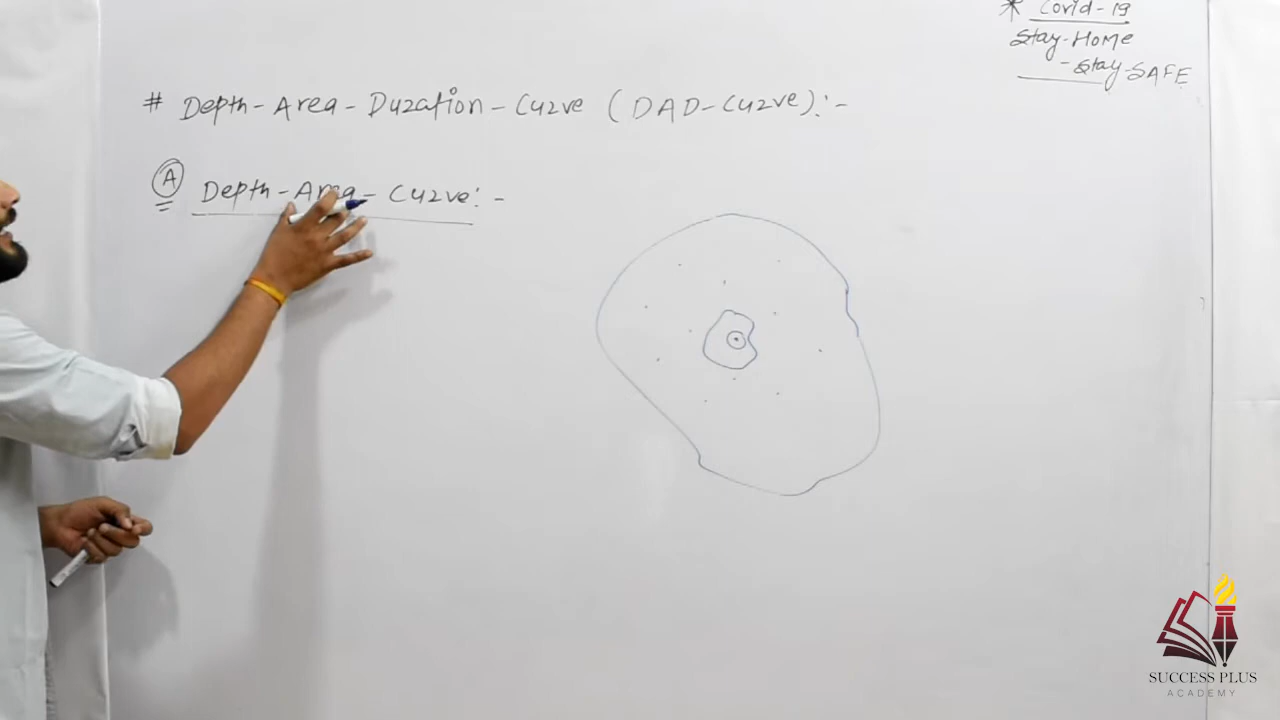 * Covid-19
Stay-Home
-Stay-SAFE
# Depth-Area-Duration-Curve (DAD-Curve):-
(A) Depth-Area-Curve:-
SUCCESS PLUS
ACADEMY